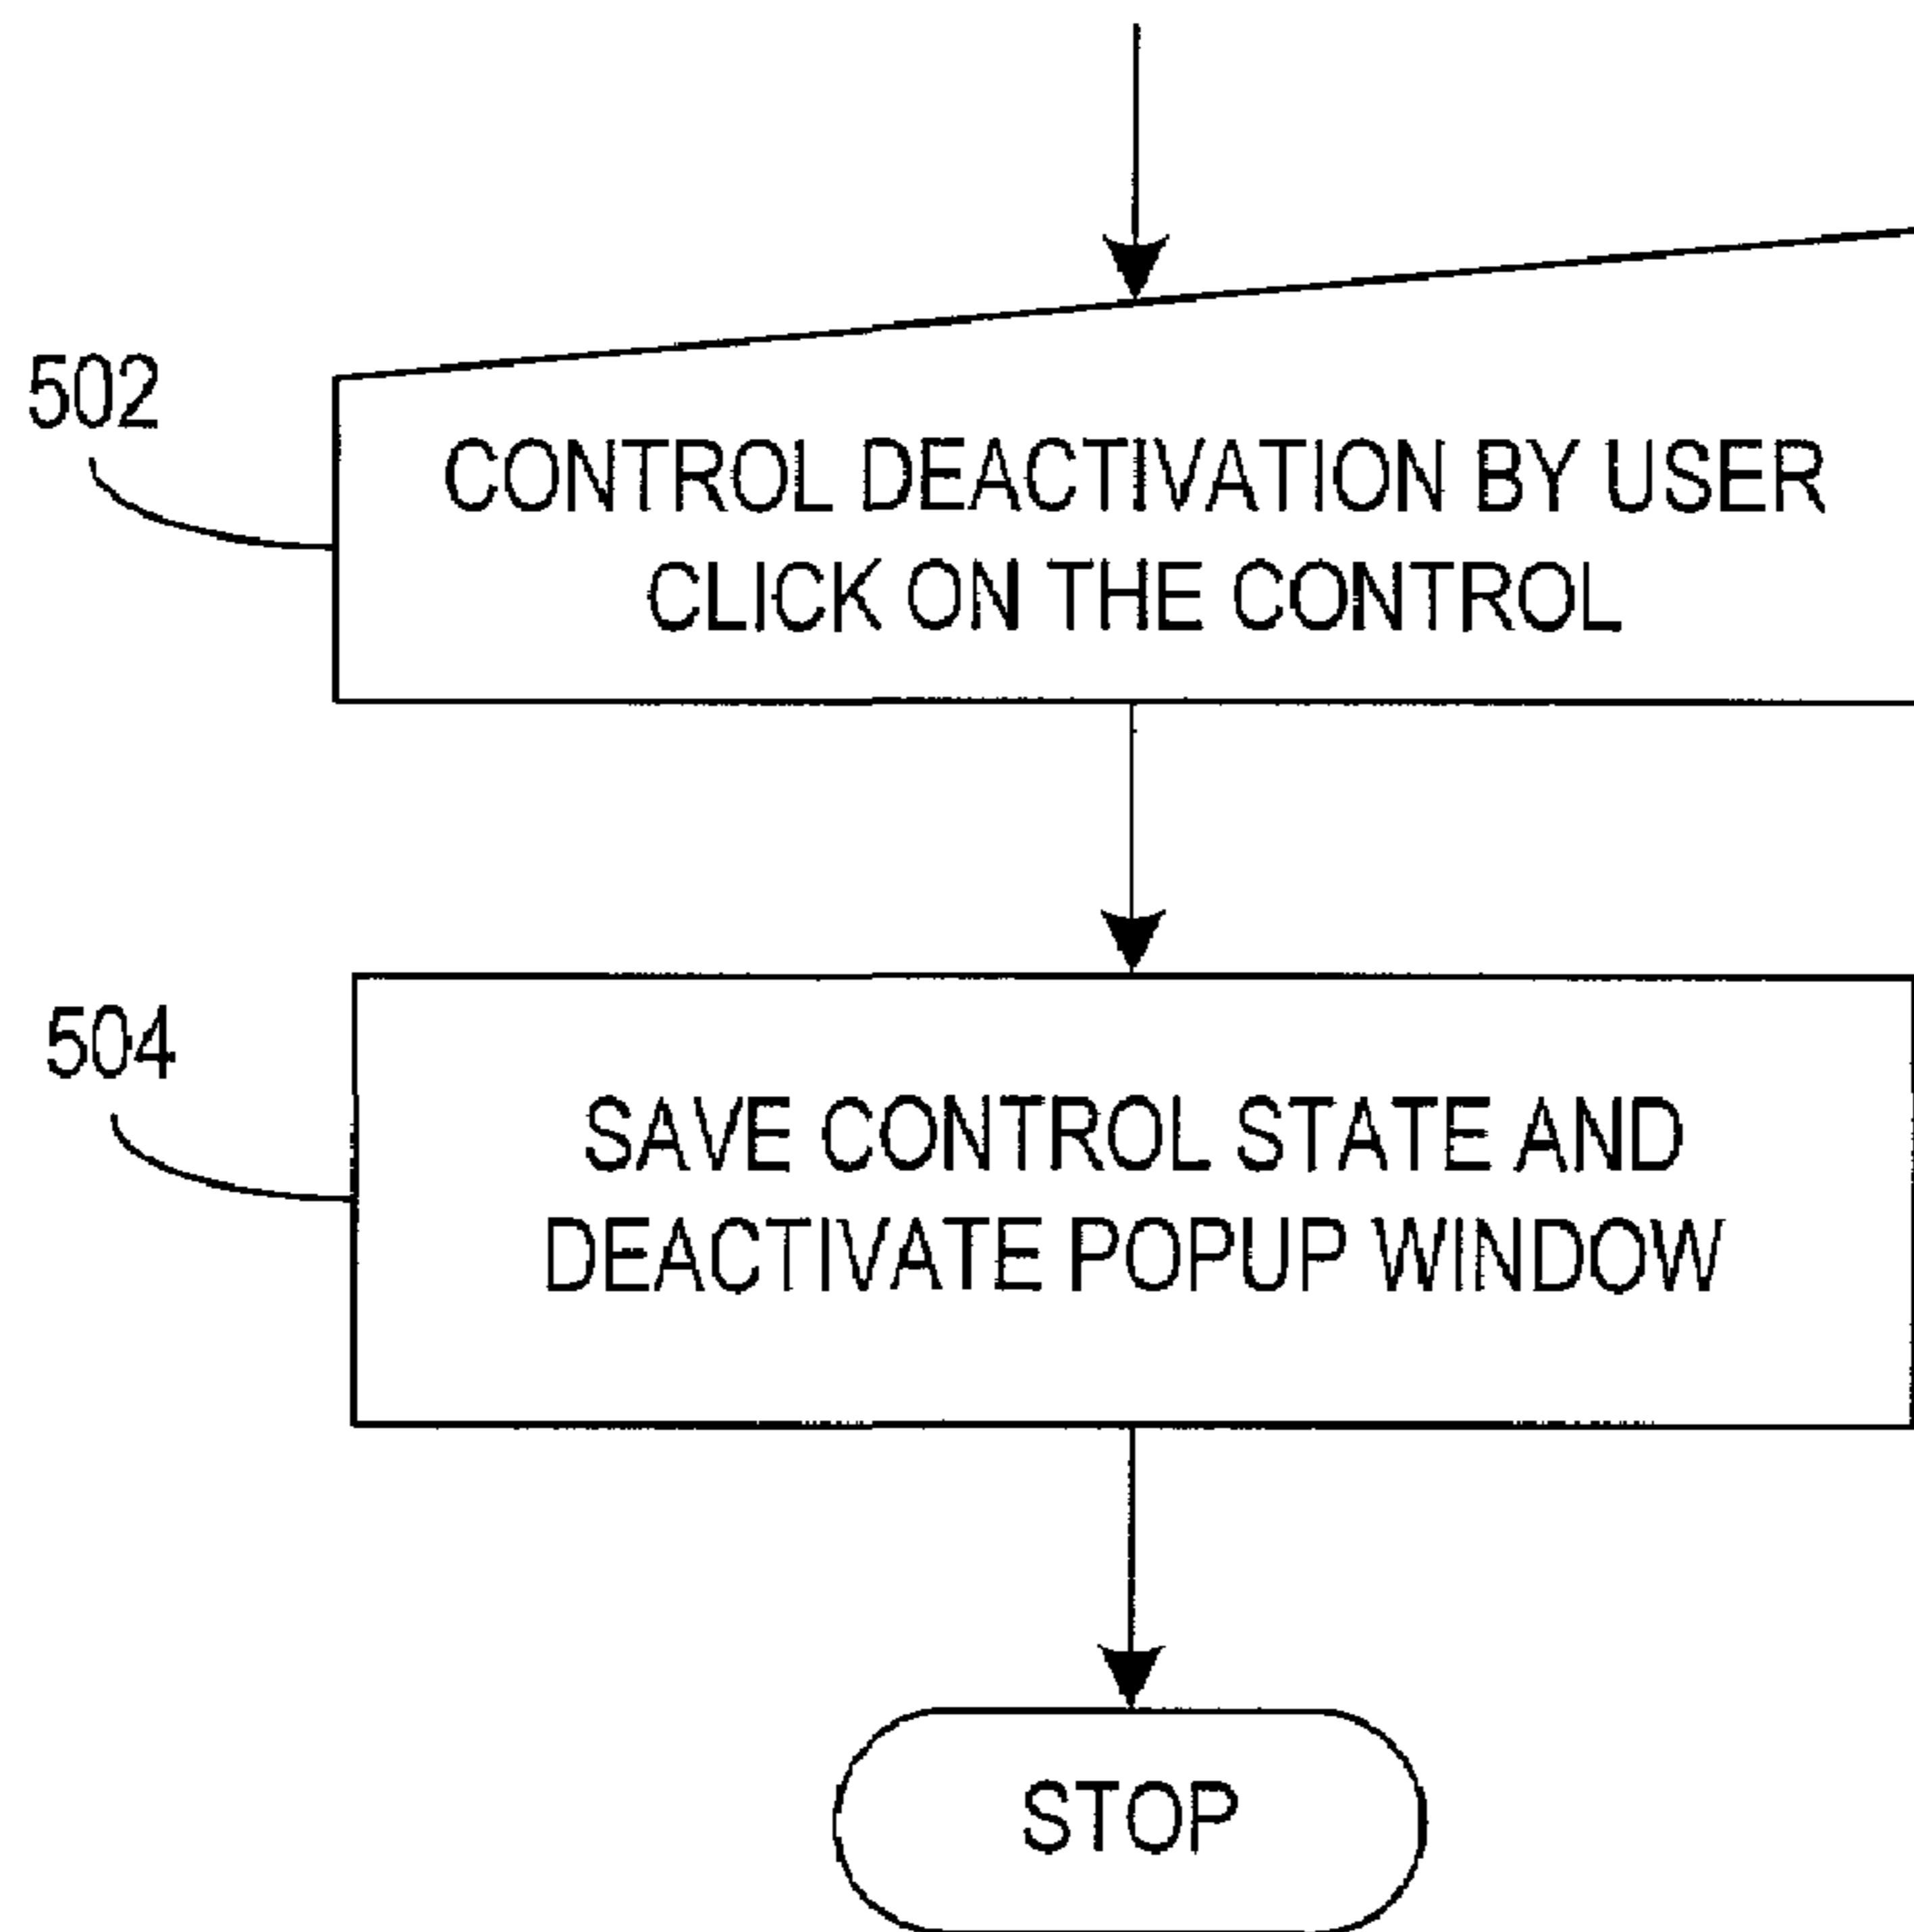 502
CONTROL DEACTIVATION BY USER
CLICK ON THE CONTROL
504
SAVE CONTROL STATE AND
DEACTIVATE POPUP WINDOW
STOP